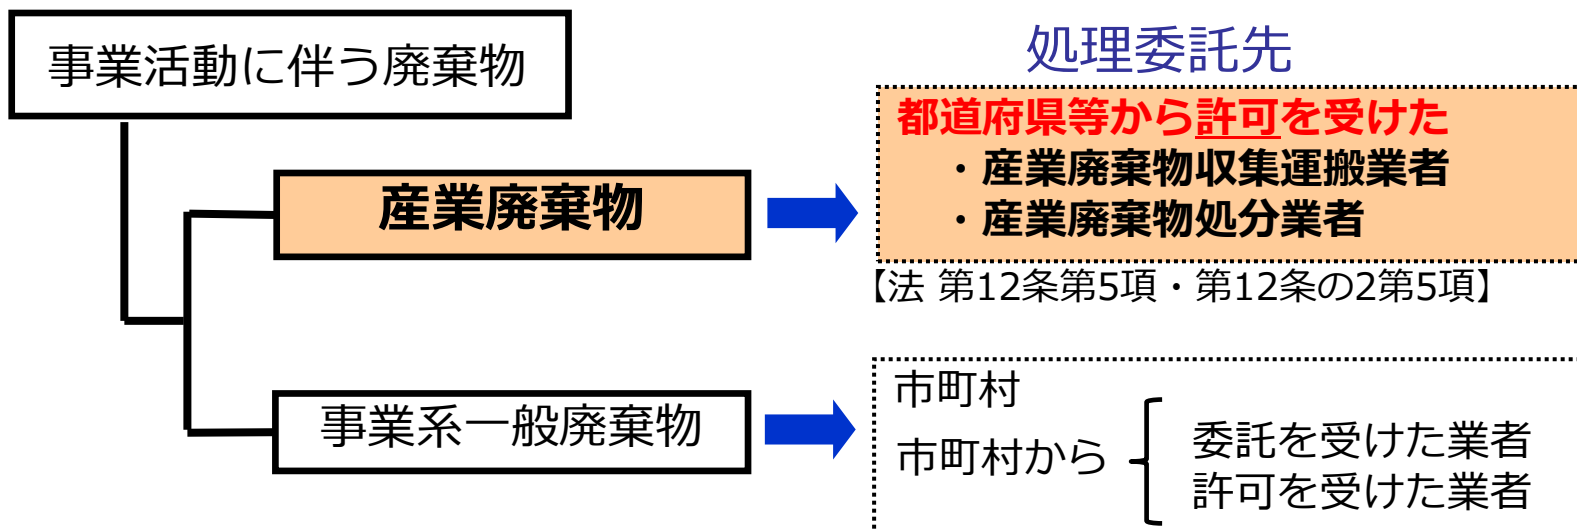 事業活動に伴う廃棄物
処理委託先
産業廃棄物
都道府県等から許可を受けた
・産業廃棄物収集運搬業者
・産業廃棄物処分業者
【法 第12条第5項・第12条の2第5項】
事業系一般廃棄物
市町村
市町村から
委託を受けた業者
許可を受けた業者